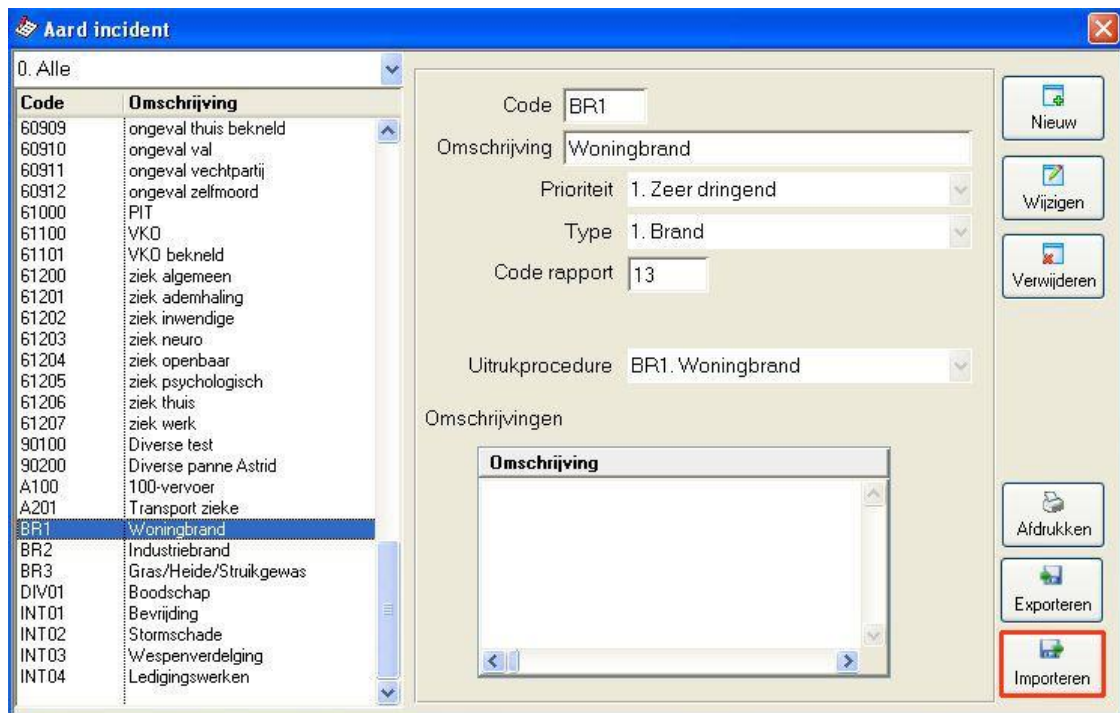 Aard incident
0. Alle
Code Omschrijving
60909 ongeval thuis bekneld
60910 ongeval val
60911 ongeval vechtpartij
60912 ongeval zelfmoord
61000 PIT
61100 VKO
61101 VKO bekneld
61200 ziek algemeen
61201 ziek ademhaling
61202 ziek inwendige
61203 ziek neuro
61204 ziek openbaar
61205 ziek psychologisch
61206 ziek thuis
61207 ziek werk
90100 Diverse test
90200 Diverse panne Astrid
A100 100-vervoer
A201 Transport zieke
BR1 Woningbrand
BR2 Industriebrand
BR3 Gras/Heide/Struikgewas
DIV01 Boodschap
INT01 Bevrijding
INT02 Stormschade
INT03 Wespenverdelging
INT04 Ledigingswerken
Code BR1
Omschrijving Woningbrand
Prioriteit 1. Zeer dringend
Type 1. Brand
Code rapport 13
Uitrukprocedure BR1. Woningbrand
Omschrijvingen
Omschrijving
Nieuw
Wijzigen
Verwijderen
Afdrukken
Exporteren
Importeren